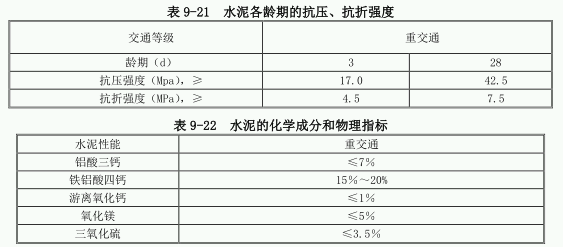 表 9-21 水泥各龄期的抗压、抗折强度
交通等级 重交通
龄期（d） 3 28
抗压强度（Mpa），≥ 17.0 42.5
抗折强度（MPa），≥ 4.5 7.5
表 9-22 水泥的化学成分和物理指标
水泥性能 重交通
铝酸三钙 ≤7%
铁铝酸四钙 15%～20%
游离氧化钙 ≤1%
氧化镁 ≤5%
三氧化硫 ≤3.5%